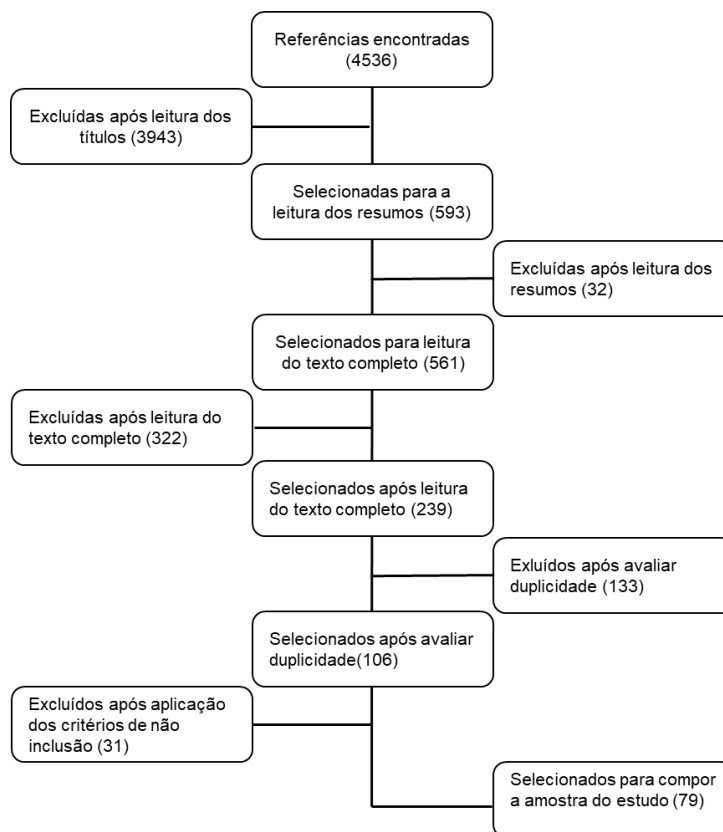 Referências encontradas
(4536)
Excluídas após leitura dos
títulos (3943)
Selecionadas para a
leitura dos resumos (593)
Excluídas após leitura dos
resumos (32)
Selecionados para leitura
do texto completo (561)
Excluídas após leitura do
texto completo (322)
Selecionados após leitura
do texto completo (239)
Exluídos após avaliar
duplicidade (133)
Selecionados após avaliar
duplicidade(106)
Excluídos após aplicação
dos critérios de não
inclusão (31)
Selecionados para compor
a amostra do estudo (79)